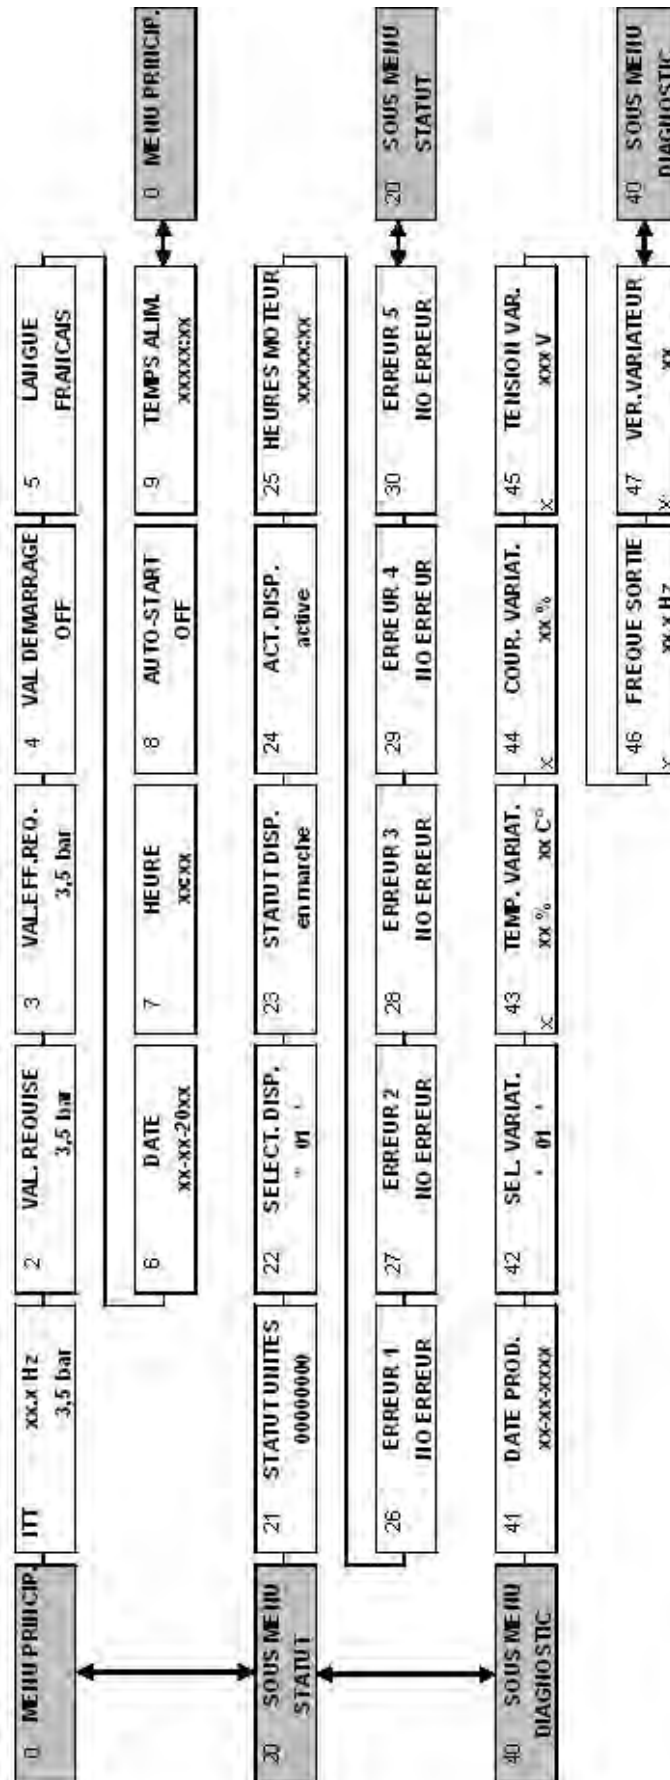 0 MENU PRINCIP.
ITT xx.x Hz
3,5 bar
2 VAL. REQUISE
3,5 bar
3 VAL.EFF.REQ.
3,5 bar
4 VAL DEMARRAGE
OFF
5 LANGUE
FRANCAIS
6 DATE
xx-xx-20xx
7 HEURE
xx:xx
8 AUTO-START
OFF
9 TEMPS ALIM.
xxxxx:xx
0 MENU PRINCIP.
20 SOUS MENU
STATUT
21 STATUT UNITES
00000000
22 SELECT. DISP.
" 01 '
23 STATUT DISP.
en marche
24 ACT. DISP.
active
25 HEURES MOTEUR
xxxxx:xx
26 ERREUR 1
NO ERREUR
27 ERREUR 2
NO ERREUR
28 ERREUR 3
NO ERREUR
29 ERREUR 4
NO ERREUR
30 ERREUR 5
NO ERREUR
20 SOUS MENU
STATUT
40 SOUS MENU
DIAGNOSTIC
41 DATE PROD.
xx-xx-xxxx
42 SEL. VARIAT.
" 01 '
43 TEMP. VARIAT.
x xx % xx C°
44 COUR. VARIAT.
x xx %
45 TENSION VAR.
x xxx V
46 FREQUE SORTIE
x xx.x Hz
47 VER.VARIATEUR
x xx
40 SOUS MENU
DIAGNOSTIC